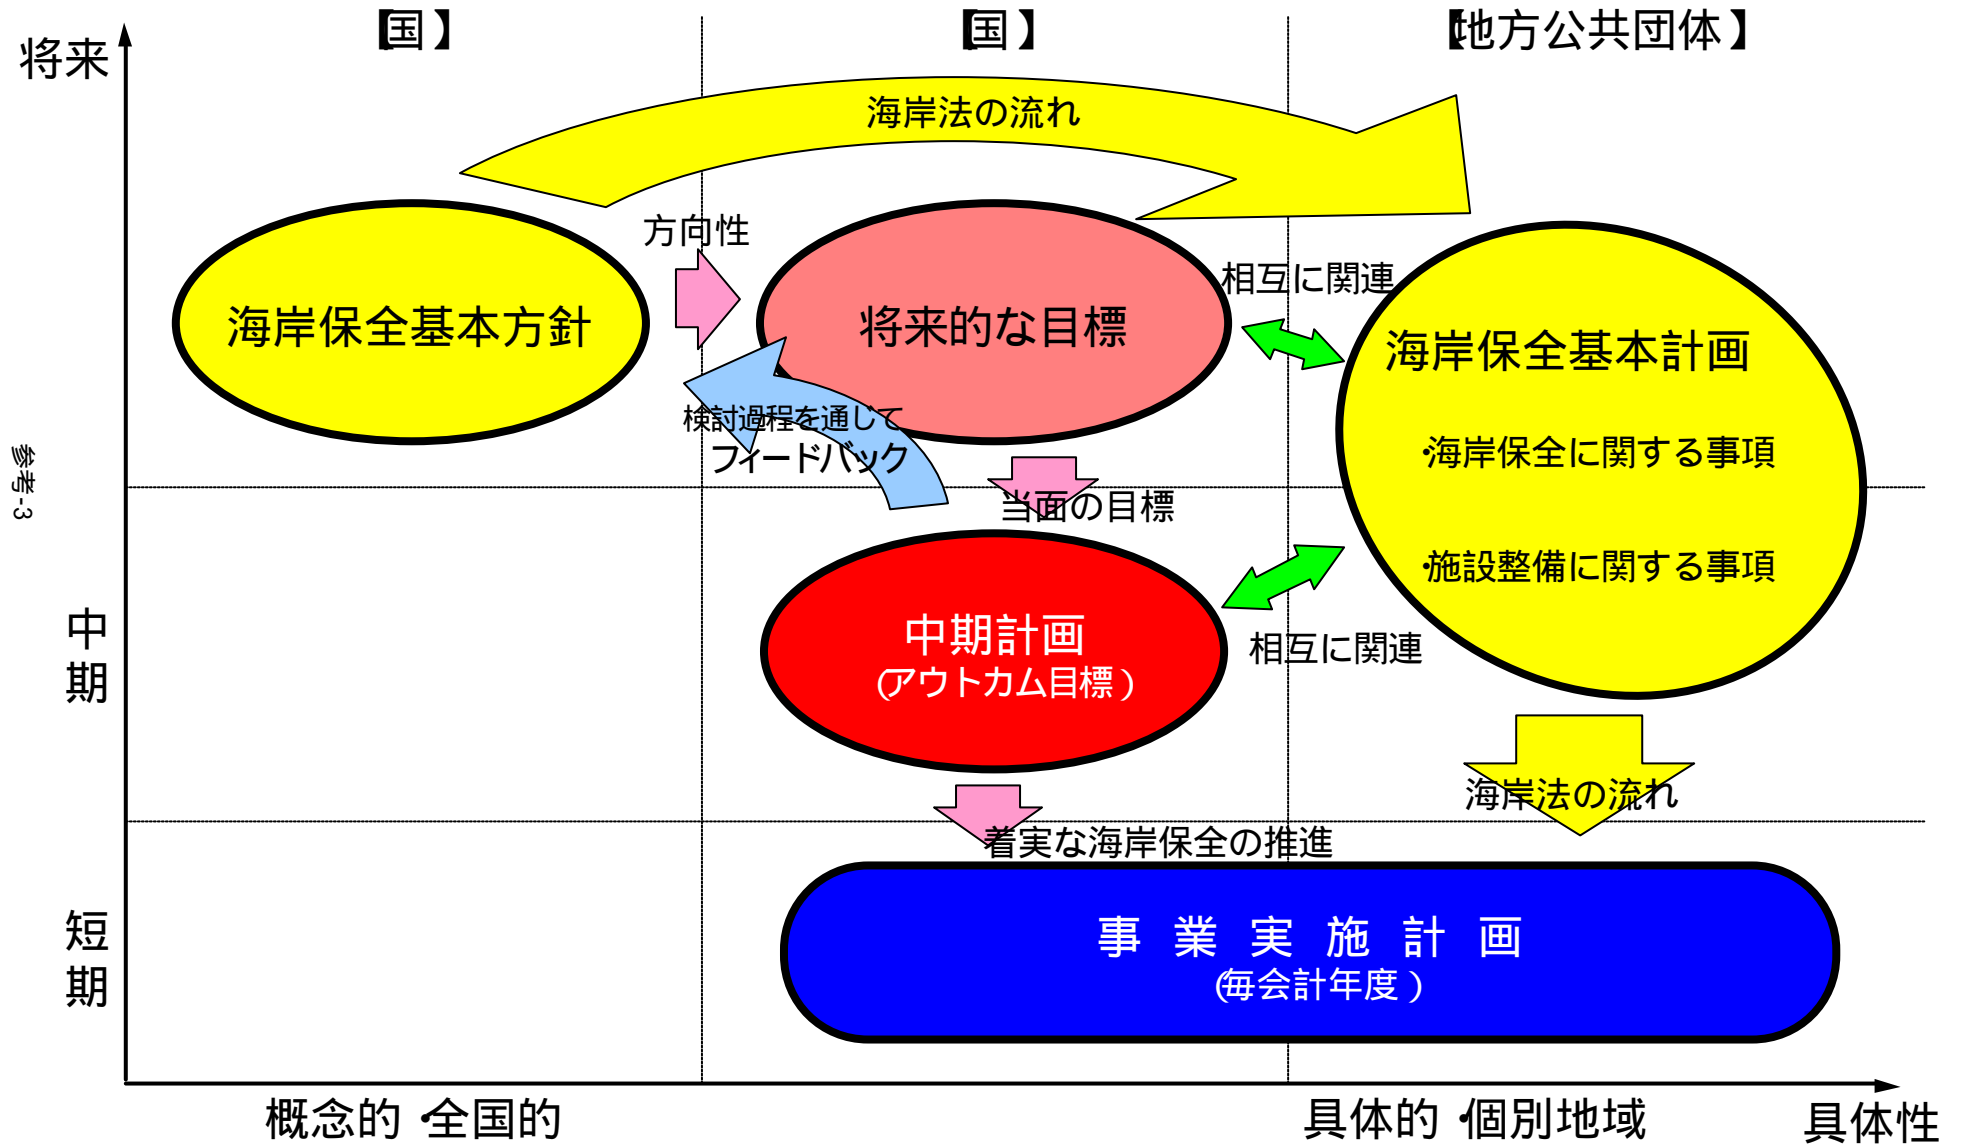 【国】
【国】
【地方公共団体】
将来
海岸法の流れ
方向性
相互に関連
海岸保全基本方針
将来的な目標
海岸保全基本計画
検討過程を通じて
フィードバック
・海岸保全に関する事項
参考-3
当面の目標
・施設整備に関する事項
中期
中期計画
(アウトカム目標)
相互に関連
海岸法の流れ
着実な海岸保全の推進
短期
事業実施計画
(毎会計年度)
概念的・全国的
具体的・個別地域
具体性